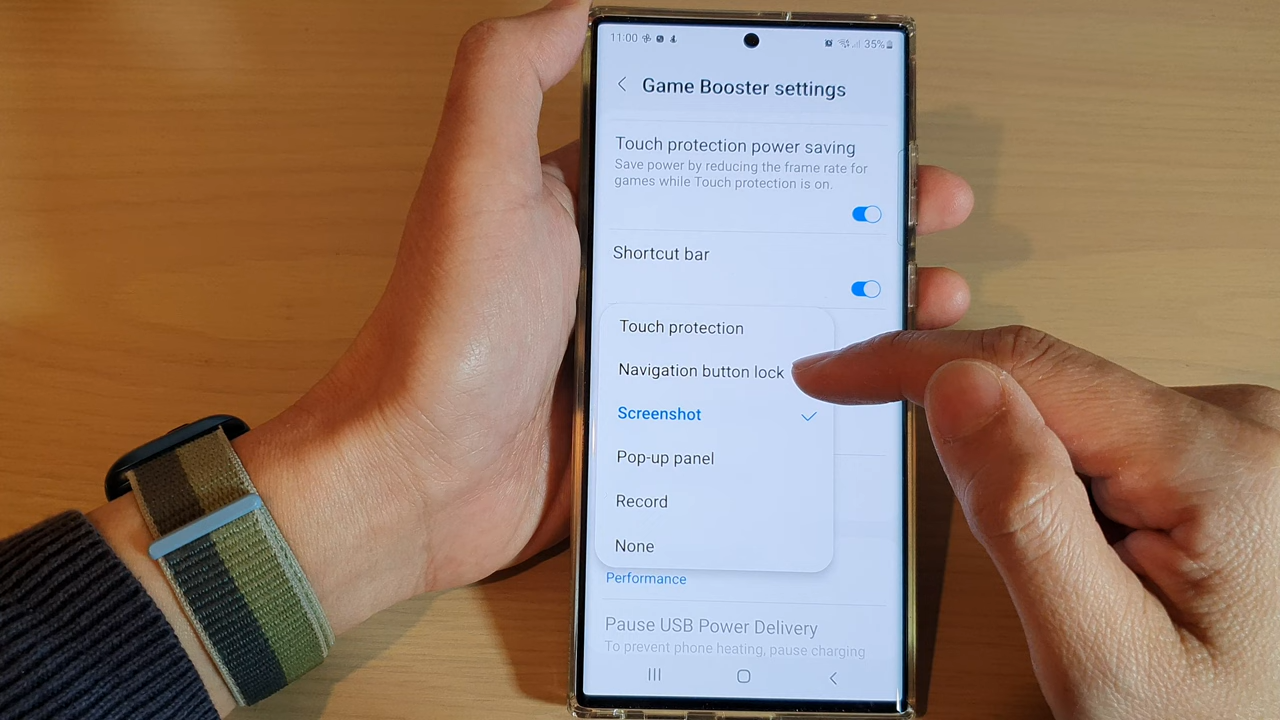 11:00
35%
Game Booster settings
Touch protection power saving
Save power by reducing the frame rate for
games while Touch protection is on.
Shortcut bar
Touch protection
Navigation button lock
Screenshot
Pop-up panel
Record
None
Performance
Pause USB Power Delivery
To prevent phone heating, pause charging